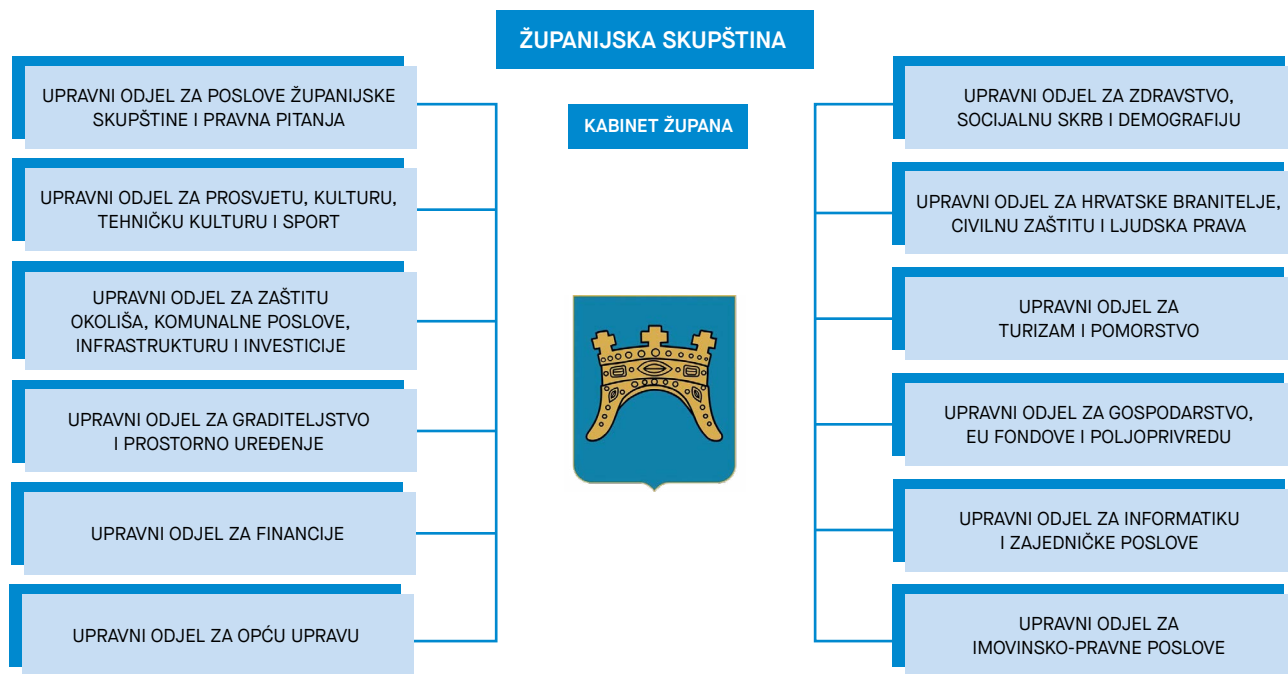 ŽUPANIJSKA SKUPŠTINA
KABINET ŽUPANA
UPRAVNI ODJEL ZA POSLOVE ŽUPANIJSKE
SKUPŠTINE I PRAVNA PITANJA
UPRAVNI ODJEL ZA PROSVJETU, KULTURU,
TEHNIČKU KULTURU I SPORT
UPRAVNI ODJEL ZA ZAŠTITU
OKOLIŠA, KOMUNALNE POSLOVE,
INFRASTRUKTURU I INVESTICIJE
UPRAVNI ODJEL ZA GRADITELJSTVO
I PROSTORNO UREĐENJE
UPRAVNI ODJEL ZA FINANCIJE
UPRAVNI ODJEL ZA OPĆU UPRAVU
UPRAVNI ODJEL ZA ZDRAVSTVO,
SOCIJALNU SKRB I DEMOGRAFIJU
UPRAVNI ODJEL ZA HRVATSKE BRANITELJE,
CIVILNU ZAŠTITU I LJUDSKA PRAVA
UPRAVNI ODJEL ZA
TURIZAM I POMORSTVO
UPRAVNI ODJEL ZA GOSPODARSTVO,
EU FONDOVE I POLJOPRIVREDU
UPRAVNI ODJEL ZA INFORMATIKU
I ZAJEDNIČKE POSLOVE
UPRAVNI ODJEL ZA
IMOVINSKO-PRAVNE POSLOVE